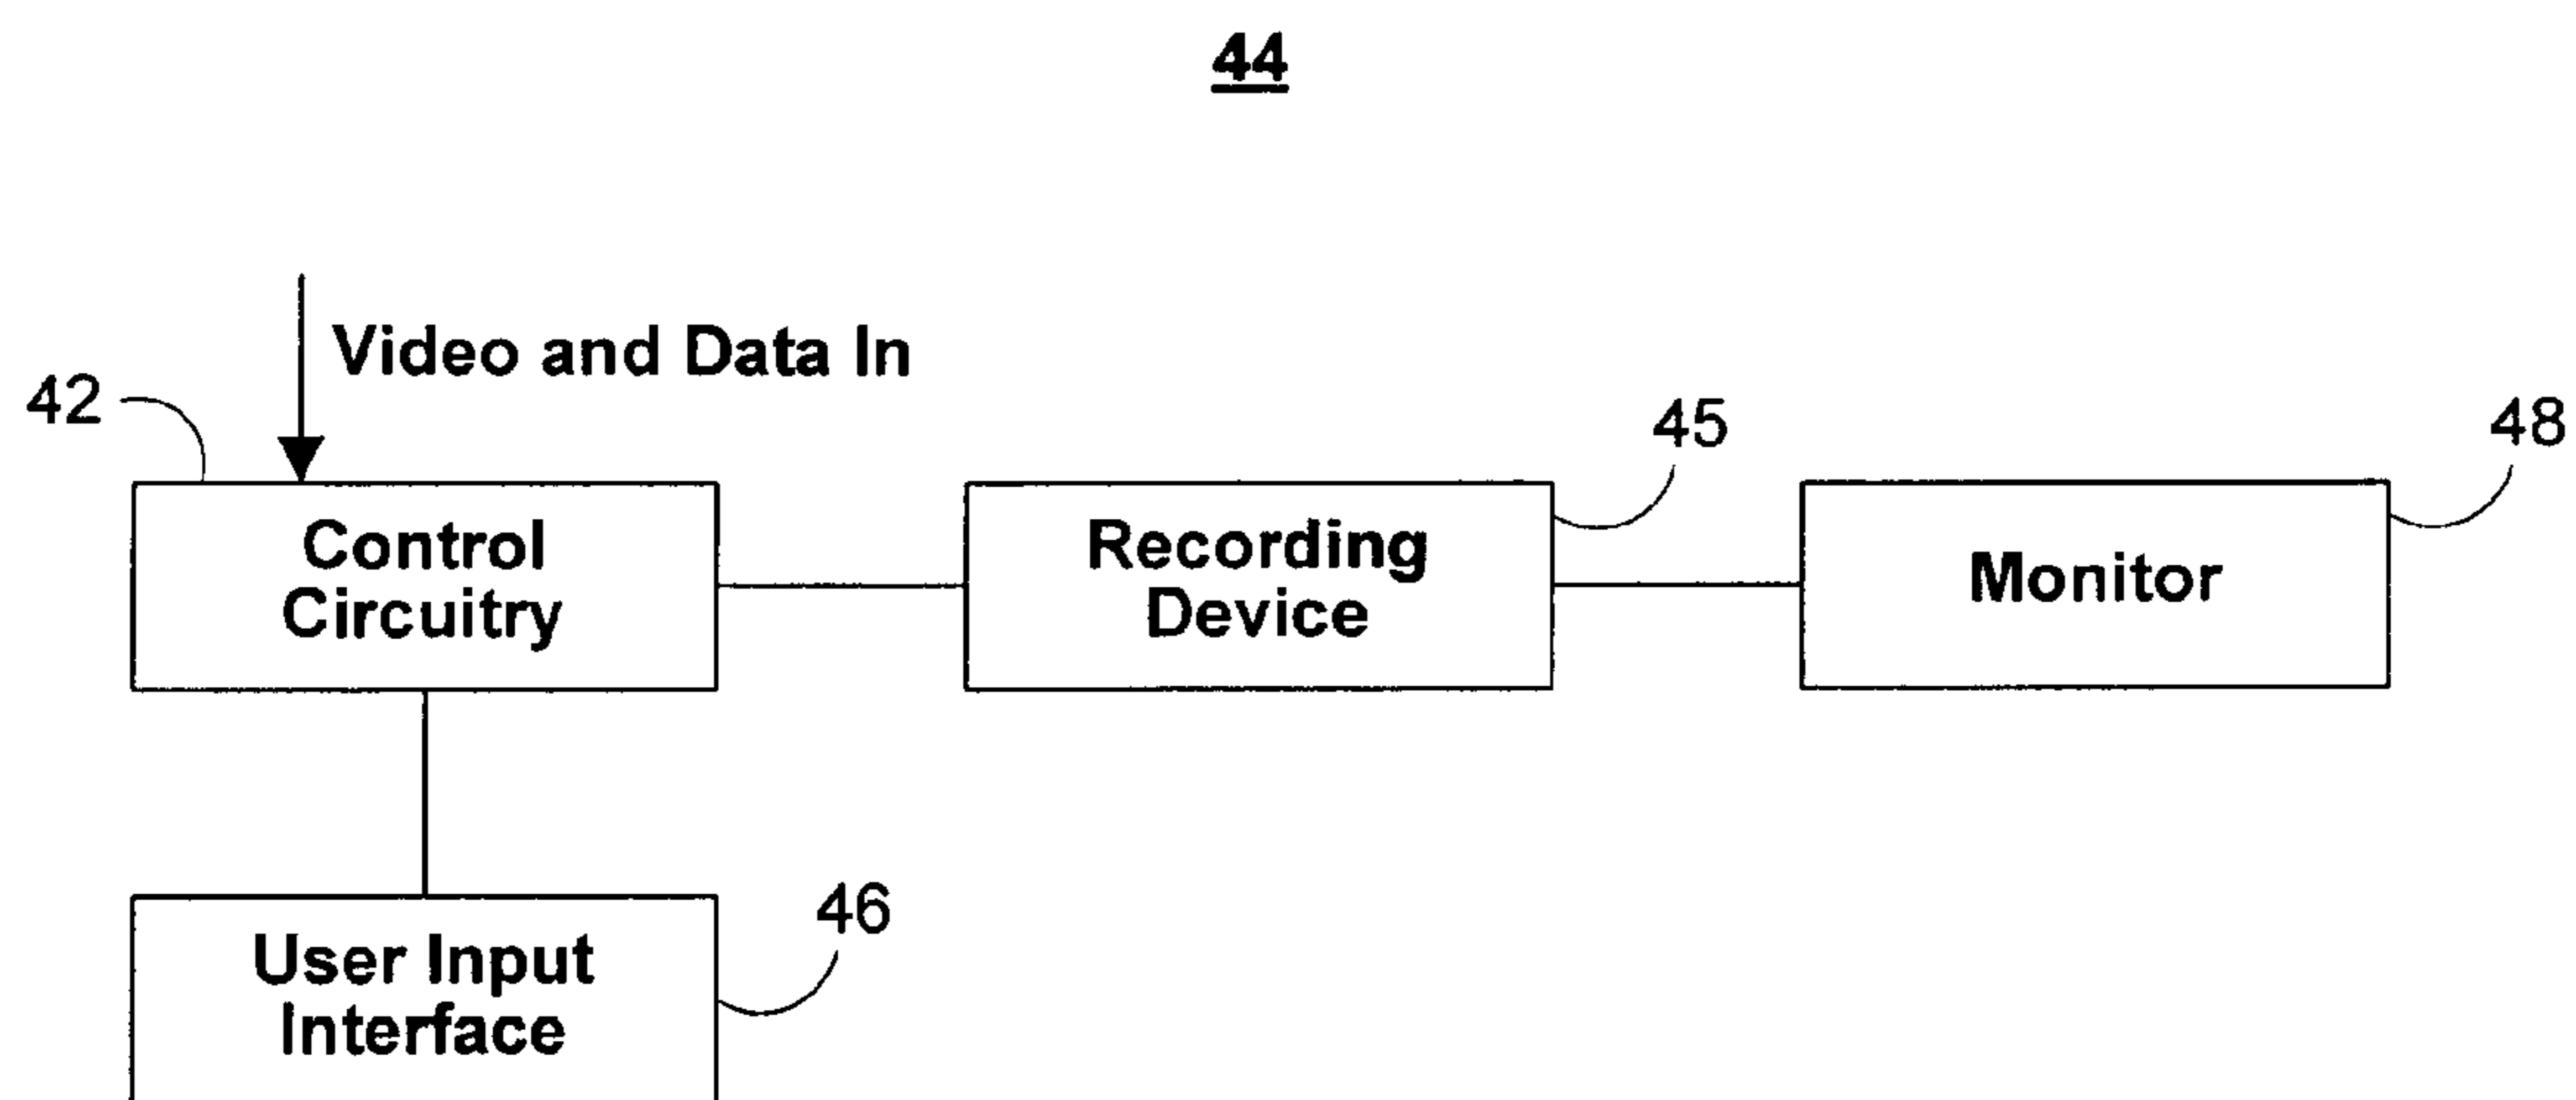 44
Video and Data In
42
45
48
Control
Circuitry
Recording
Device
Monitor
46
User Input
Interface